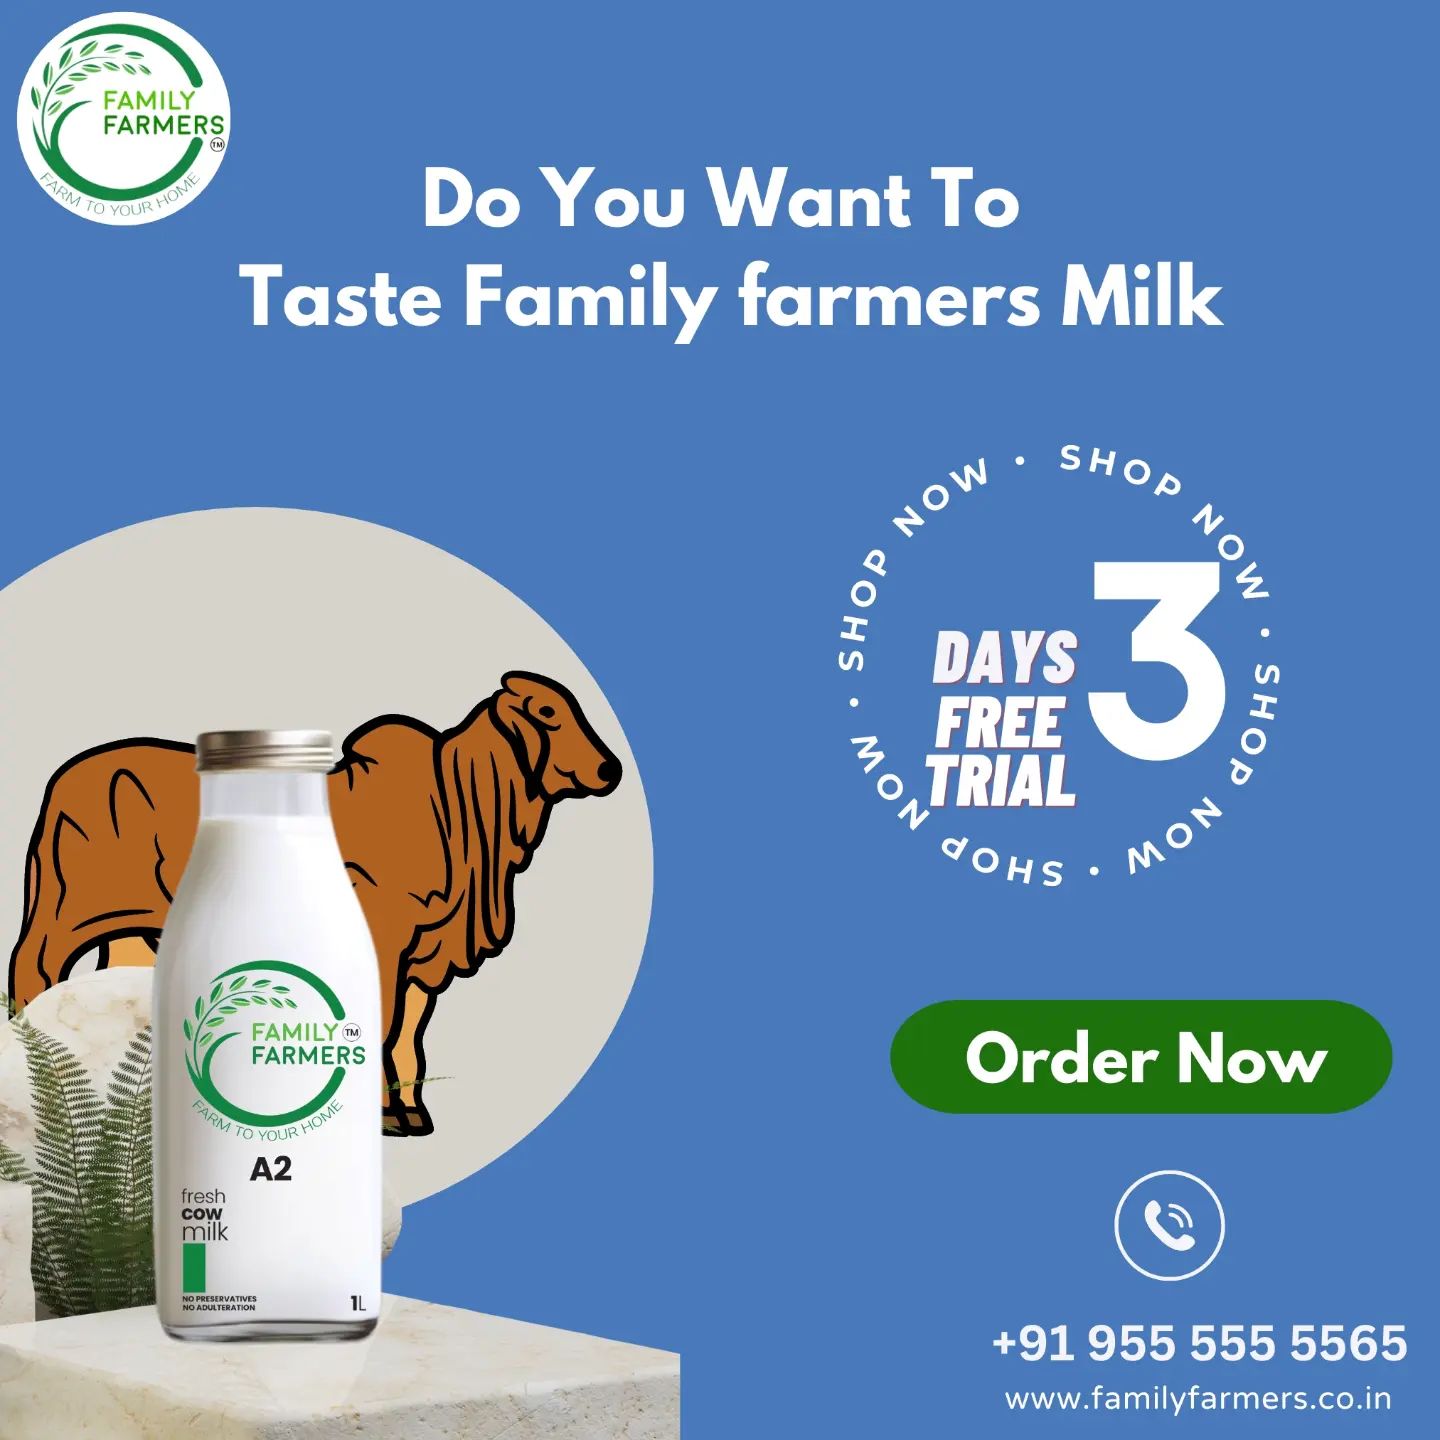 FAMILY
FARMERS
TM
FARM TO YOUR HOME
Do You Want To
Taste Family farmers Milk
SHOP NOW • SHOP NOW • SHOP NOW • SHOP NOW •
3
DAYS
FREE
TRIAL
FAMILY TM
FARMERS
FARM TO YOUR HOME
A2
fresh
cow
milk
NO PRESERVATIVES
NO ADULTERATION
1L
Order Now
+91 955 555 5565
www.familyfarmers.co.in